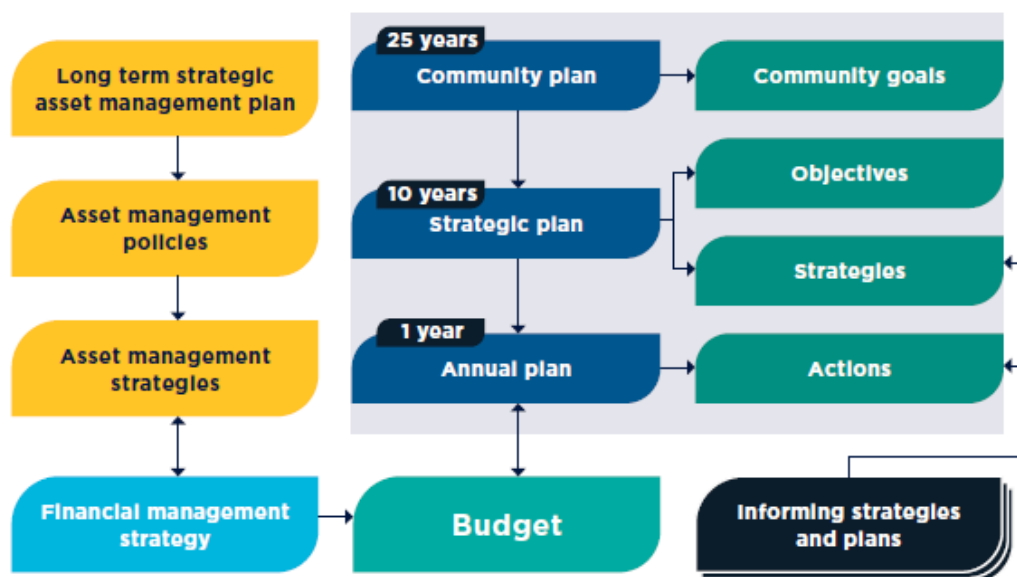 Long term strategic
asset management plan
Asset management
policies
Asset management
strategies
Financial management
strategy
25 years
Community plan
10 years
Strategic plan
1 year
Annual plan
Budget
Community goals
Objectives
Strategies
Actions
Informing strategies
and plans